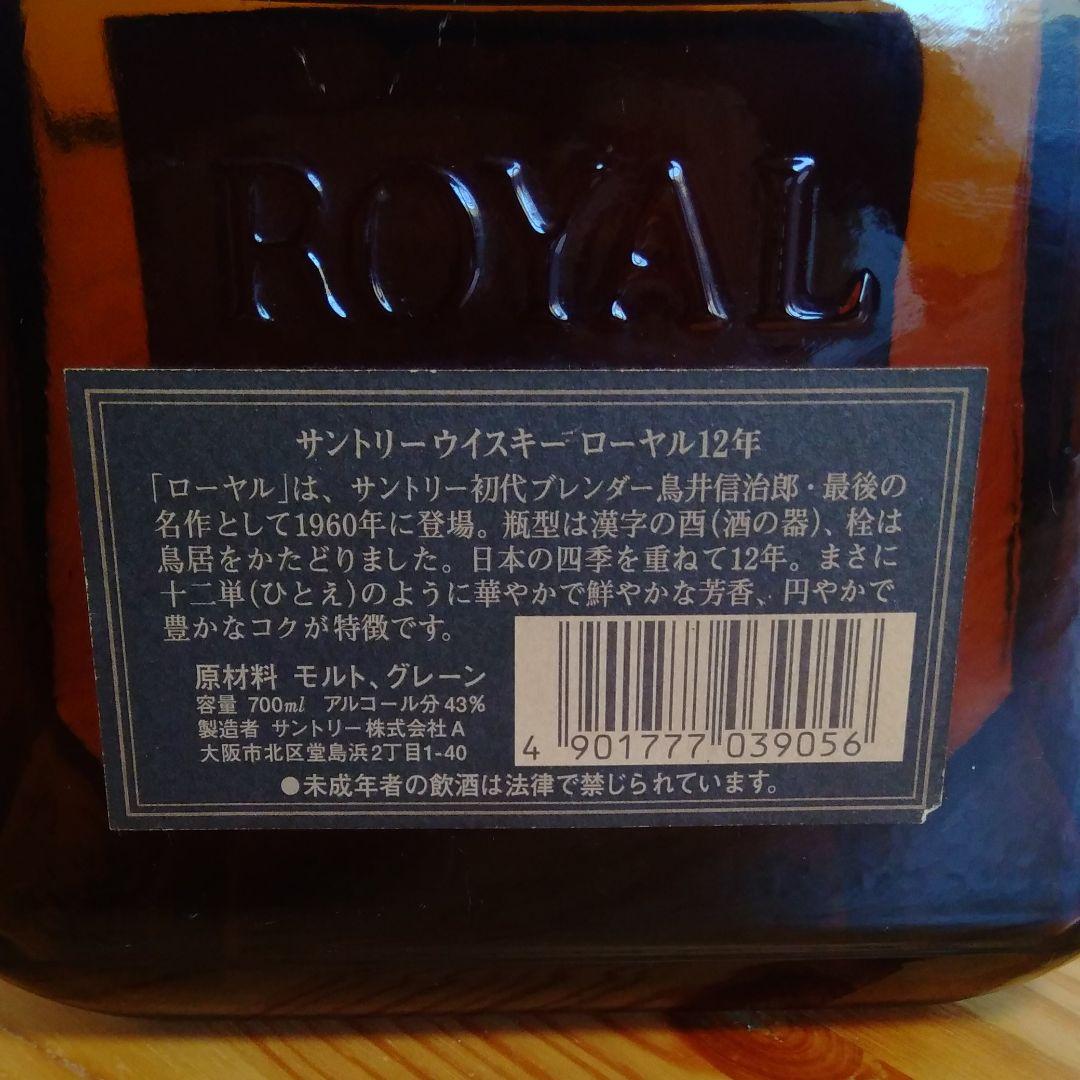 ROYAL
サントリーウイスキー ローヤル12年
「ローヤル」は、サントリー初代ブレンダー鳥井信治郎・最後の
名作として1960年に登場。瓶型は漢字の酉(酒の器)、栓は
鳥居をかたどりました。日本の四季を重ねて12年。まさに
十二単(ひとえ)のように華やかで鮮やかな芳香、円やかで
豊かなコクが特徴です。
原材料 モルト、グレーン
容量 700ml アルコール分43%
製造者 サントリー株式会社A
大阪市北区堂島浜2丁目1-40
4 901777 039056
●未成年者の飲酒は法律で禁じられています。